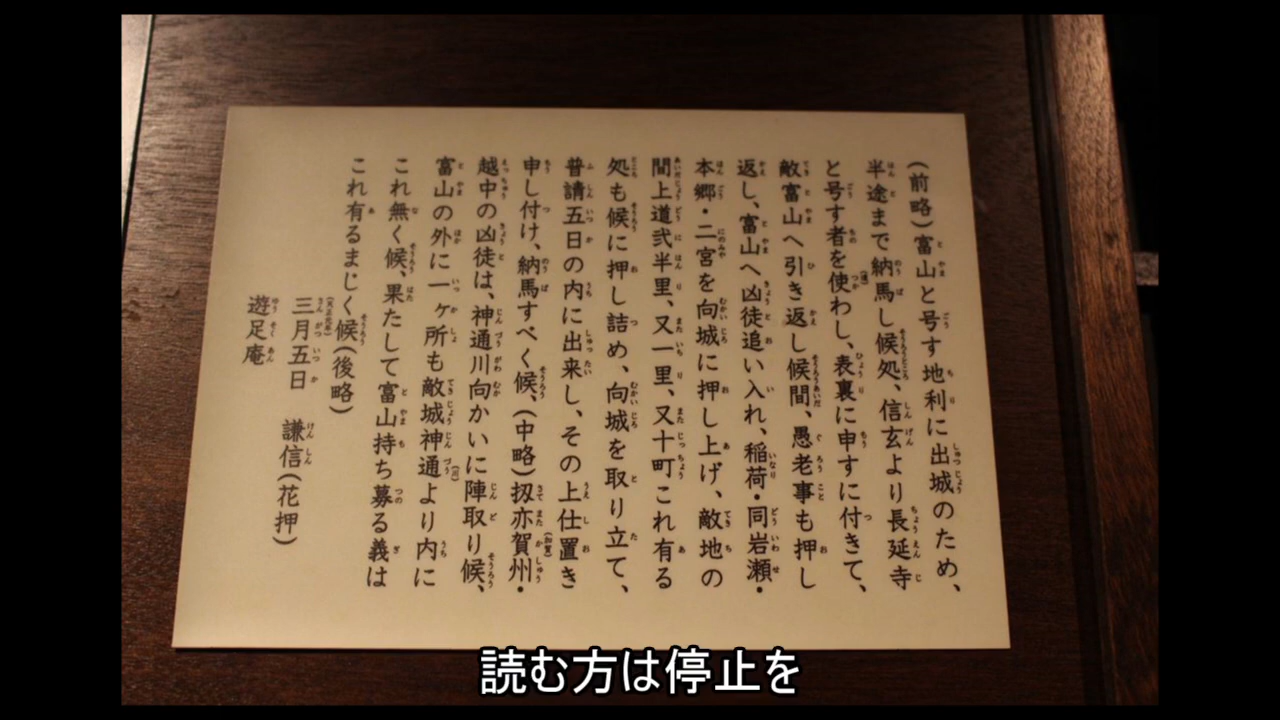 (前略)富山と号す地利に出城のため、
半途まで納馬し候処、信玄より長延寺
と号す者を使(遣)わし、表裏に申すに付きて、
敵富山へ引き返し候間、愚老事も押し
返し、富山へ凶徒追い入れ、稲荷・同岩瀬・
本郷・二宮を向城に押し上げ、敵地の
間上道弐半里、又一里、又十町これ有る
処も候に押し詰め、向城を取り立て、
普請五日の内に出来し、その上仕置き
申し付け、納馬すべく候、(中略)扨亦賀州(加賀)・
越中の凶徒は、神通川向かいに陣取り候、
富山の外に一ヶ所も敵城神通(川)より内に
これ無く候、果たして富山持ち募る義は
これ有るまじく候(後略)
(天正元年)
三月五日 謙信(花押)
遊足庵
読む方は停止を